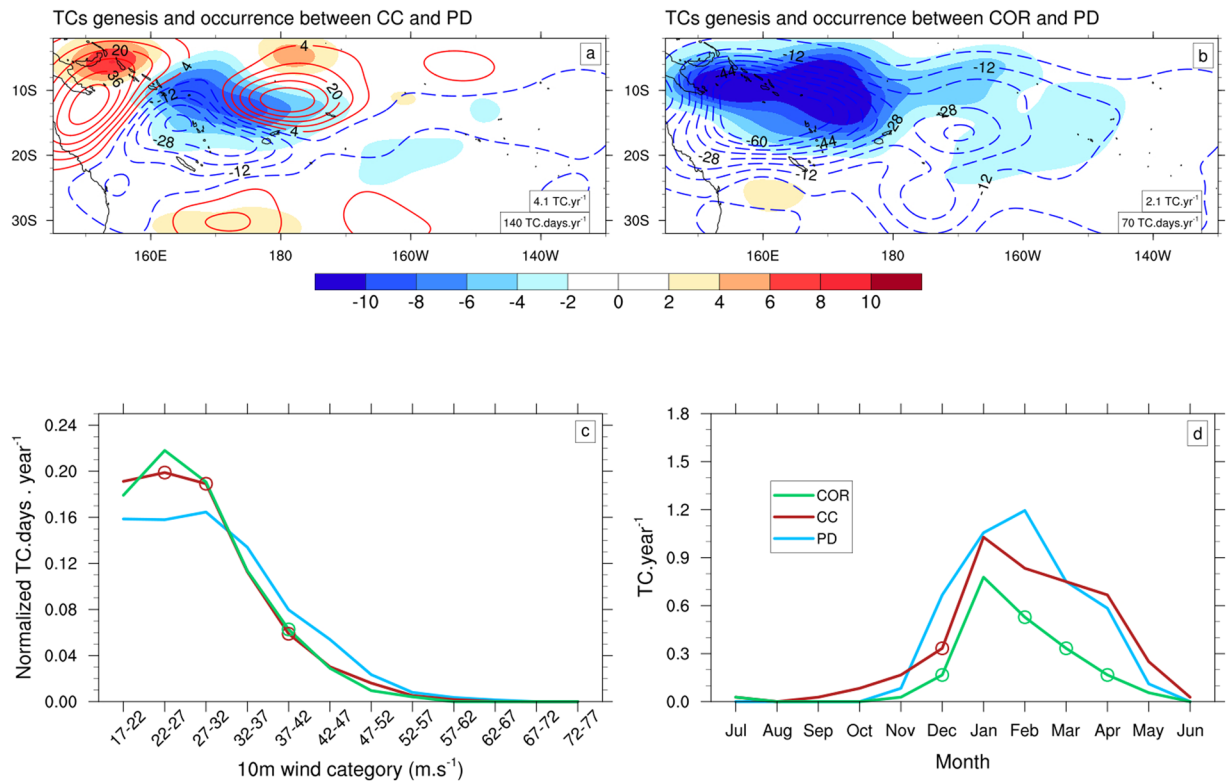 TCs genesis and occurrence between CC and PD
TCs genesis and occurrence between COR and PD
a
20
4
36
4
-12
20
-28
4
-12
4.1 TC.yr⁻¹
140 TC.days.yr⁻¹
10S
20S
30S
160E
180
160W
140W
b
-12
-44
-12
-28
-28
-60
-44
-28
-12
-12
2.1 TC.yr⁻¹
70 TC.days.yr⁻¹
10S
20S
30S
160E
180
160W
140W
-10
-8
-6
-4
-2
0
2
4
6
8
10
c
Normalized TC.days . year⁻¹
0.24
0.20
0.16
0.12
0.08
0.04
0.00
17-22
22-27
27-32
32-37
37-42
42-47
47-52
52-57
57-62
62-67
67-72
72-77
10m wind category (m.s⁻¹)
d
TC.year⁻¹
1.8
1.5
1.2
0.9
0.6
0.3
0.0
COR
CC
PD
Jul Aug Sep Oct Nov Dec Jan Feb Mar Apr May Jun
Month